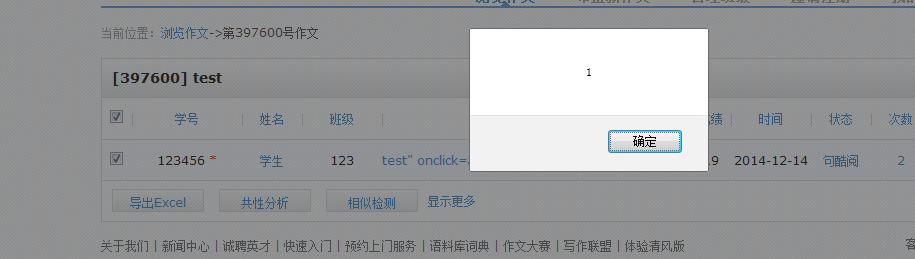 当前位置：浏览作文->第397600号作文
[397600] test
1
学号 姓名 班级 绩 时间 状态 次数
123456 * 学生 123 test" onclick= .9 2014-12-14 句酷阅 2
确定
导出Excel 共性分析 相似检测 显示更多
关于我们 | 新闻中心 | 诚聘英才 | 快速入门 | 预约上门服务 | 语料库词典 | 作文大赛 | 写作联盟 | 体验清风版 客